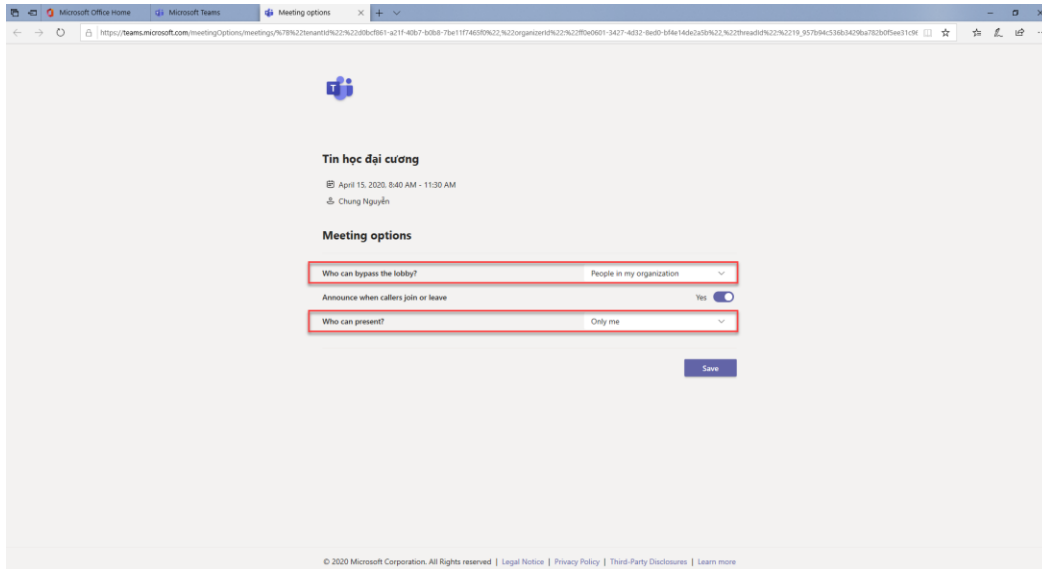 Microsoft Office Home
Microsoft Teams
Meeting options
Tin học đại cương
April 15, 2020, 8:40 AM - 11:30 AM
Chung Nguyễn
Meeting options
Who can bypass the lobby? People in my organization
Announce when callers join or leave Yes
Who can present? Only me
Save
© 2020 Microsoft Corporation. All Rights reserved | Legal Notice | Privacy Policy | Third-Party Disclosures | Learn more